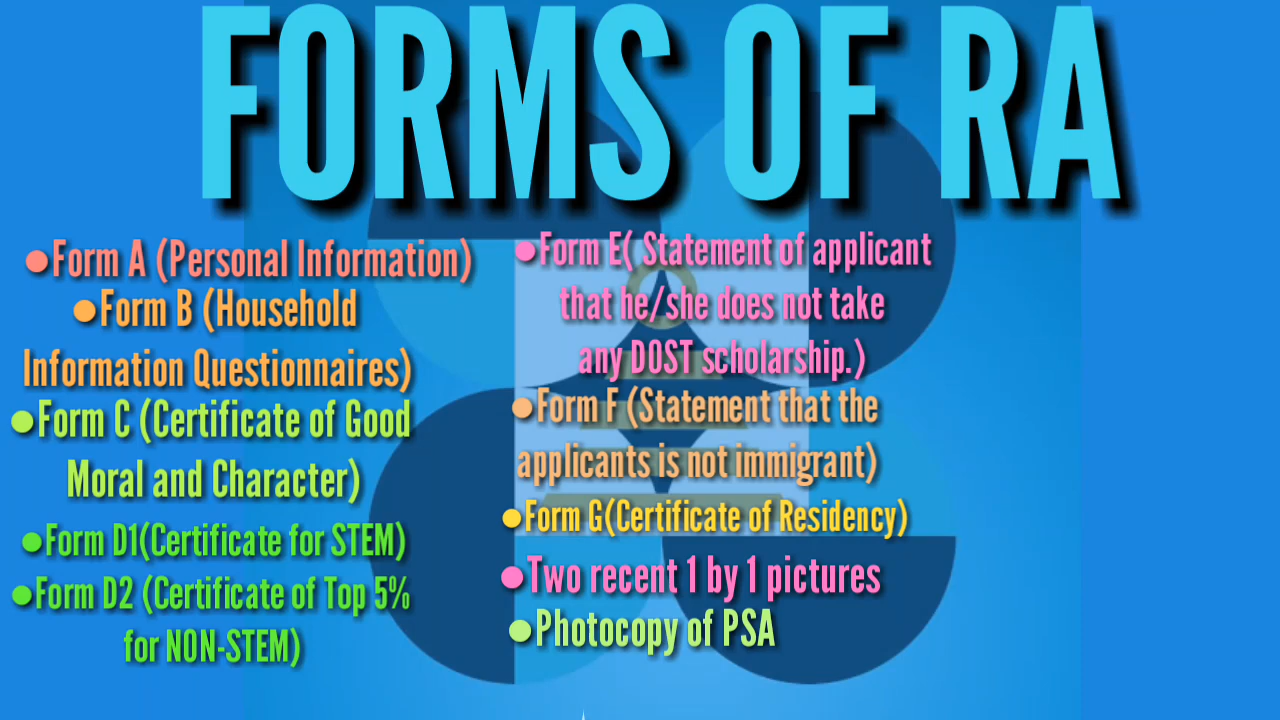 FORMS OF RA
●Form A (Personal Information)
●Form B (Household
Information Questionnaires)
●Form C (Certificate of Good
Moral and Character)
●Form D1(Certificate for STEM)
●Form D2 (Certificate of Top 5%
for NON-STEM)
●Form E( Statement of applicant
that he/she does not take
any DOST scholarship.)
●Form F (Statement that the
applicants is not immigrant)
●Form G(Certificate of Residency)
●Two recent 1 by 1 pictures
●Photocopy of PSA